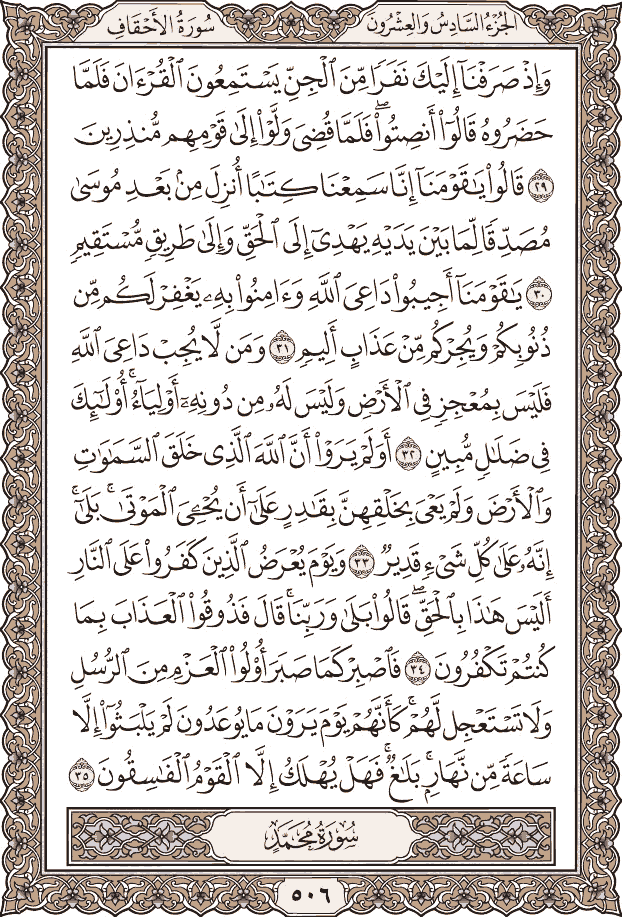 سُورَةُ الأَحْقَافِ
الجُزْءُ السَّادِسُ وَالعِشْرُونَ
وَإِذْ صَرَفْنَآ إِلَيْكَ نَفَرًا مِّنَ ٱلْجِنِّ يَسْتَمِعُونَ ٱلْقُرْءَانَ فَلَمَّا
حَضَرُوهُ قَالُوٓا۟ أَنصِتُوا۟ ۖ فَلَمَّا قُضِىَ وَلَّوْا۟ إِلَىٰ قَوْمِهِم مُّنذِرِينَ
٢٩ قَالُوا۟ يَـٰقَوْمَنَآ إِنَّا سَمِعْنَا كِتَـٰبًا أُنزِلَ مِنۢ بَعْدِ مُوسَىٰ
مُصَدِّقًا لِّمَا بَيْنَ يَدَيْهِ يَهْدِىٓ إِلَى ٱلْحَقِّ وَإِلَىٰ طَرِيقٍ مُّسْتَقِيمٍ
٣٠ يَـٰقَوْمَنَآ أَجِيبُوا۟ دَاعِىَ ٱللَّهِ وَءَامِنُوا۟ بِهِۦ يَغْفِرْ لَكُم مِّن
ذُنُوبِكُمْ وَيُجِرْكُم مِّنْ عَذَابٍ أَلِيمٍ ٣١ وَمَن لَّا يُجِبْ دَاعِىَ ٱللَّهِ
فَلَيْسَ بِمُعْجِزٍ فِى ٱلْأَرْضِ وَلَيْسَ لَهُۥ مِن دُونِهِۦٓ أَوْلِيَآءُ ۚ أُو۟لَـٰٓئِكَ
فِى ضَلَـٰلٍ مُّبِينٍ ٣٢ أَوَلَمْ يَرَوْا۟ أَنَّ ٱللَّهَ ٱلَّذِى خَلَقَ ٱلسَّمَـٰوَٰتِ
وَٱلْأَرْضَ وَلَمْ يَعْىَ بِخَلْقِهِنَّ بِقَـٰدِرٍ عَلَىٰٓ أَن يُحْـِۧىَ ٱلْمَوْتَىٰ ۚ بَلَىٰٓ
إِنَّهُۥ عَلَىٰ كُلِّ شَىْءٍ قَدِيرٌ ٣٣ وَيَوْمَ يُعْرَضُ ٱلَّذِينَ كَفَرُوا۟ عَلَى ٱلنَّارِ
أَلَيْسَ هَـٰذَا بِٱلْحَقِّ ۖ قَالُوا۟ بَلَىٰ وَرَبِّنَا ۚ قَالَ فَذُوقُوا۟ ٱلْعَذَابَ بِمَا
كُنتُمْ تَكْفُرُونَ ٣٤ فَٱصْبِرْ كَمَا صَبَرَ أُو۟لُوا۟ ٱلْعَزْمِ مِنَ ٱلرُّسُلِ
وَلَا تَسْتَعْجِل لَّهُمْ ۚ كَأَنَّهُمْ يَوْمَ يَرَوْنَ مَا يُوعَدُونَ لَمْ يَلْبَثُوٓا۟ إِلَّا
سَاعَةً مِّن نَّهَارٍۭ ۚ بَلَـٰغٌ ۚ فَهَلْ يُهْلَكُ إِلَّا ٱلْقَوْمُ ٱلْفَـٰسِقُونَ ٣٥
سُورَةُ مُحَمَّدٍ
٥٠٦